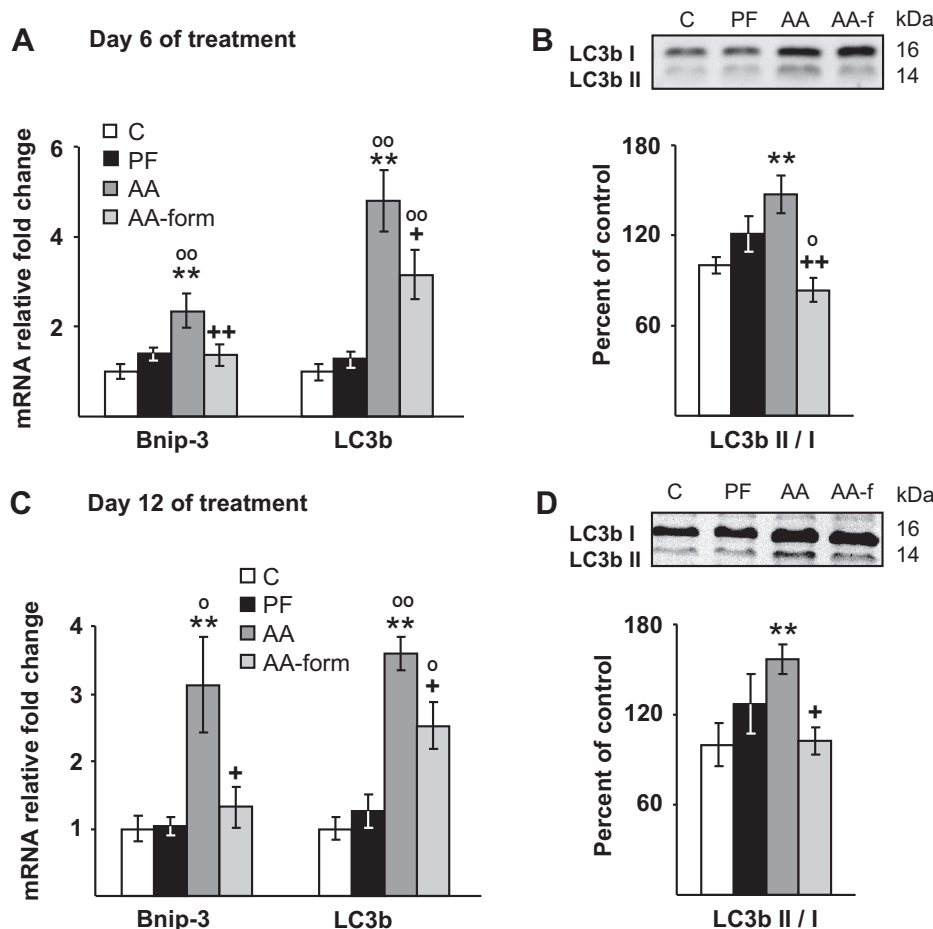 A Day 6 of treatment
mRNA relative fold change
6
4
2
C
PF
AA
AA-form
oo
**
++
oo
**
oo
+
Bnip-3 LC3b
B
C PF AA AA-f kDa
LC3b I 16
LC3b II 14
Percent of control
180
120
60
**
o
++
LC3b II / I
C Day 12 of treatment
mRNA relative fold change
4
3
2
1
C
PF
AA
AA-form
o
**
+
oo
**
o
+
Bnip-3 LC3b
D
C PF AA AA-f kDa
LC3b I 16
LC3b II 14
Percent of control
180
120
60
**
+
LC3b II / I